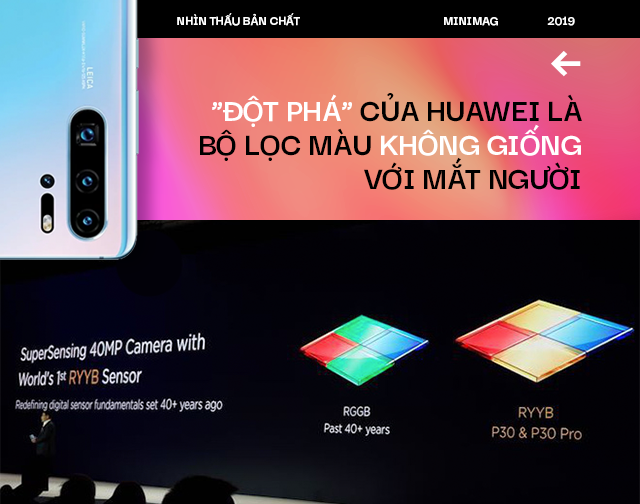 NHÌN THẤU BẢN CHẤT MINIMAG 2019
LEICA
"ĐỘT PHÁ" CỦA HUAWEI LÀ
BỘ LỌC MÀU KHÔNG GIỐNG
VỚI MẮT NGƯỜI
SuperSensing 40MP Camera with
World's 1st RYYB Sensor
Redefining digital sensor fundamentals set 40+ years ago
RGGB
Past 40+ years
RYYB
P30 & P30 Pro